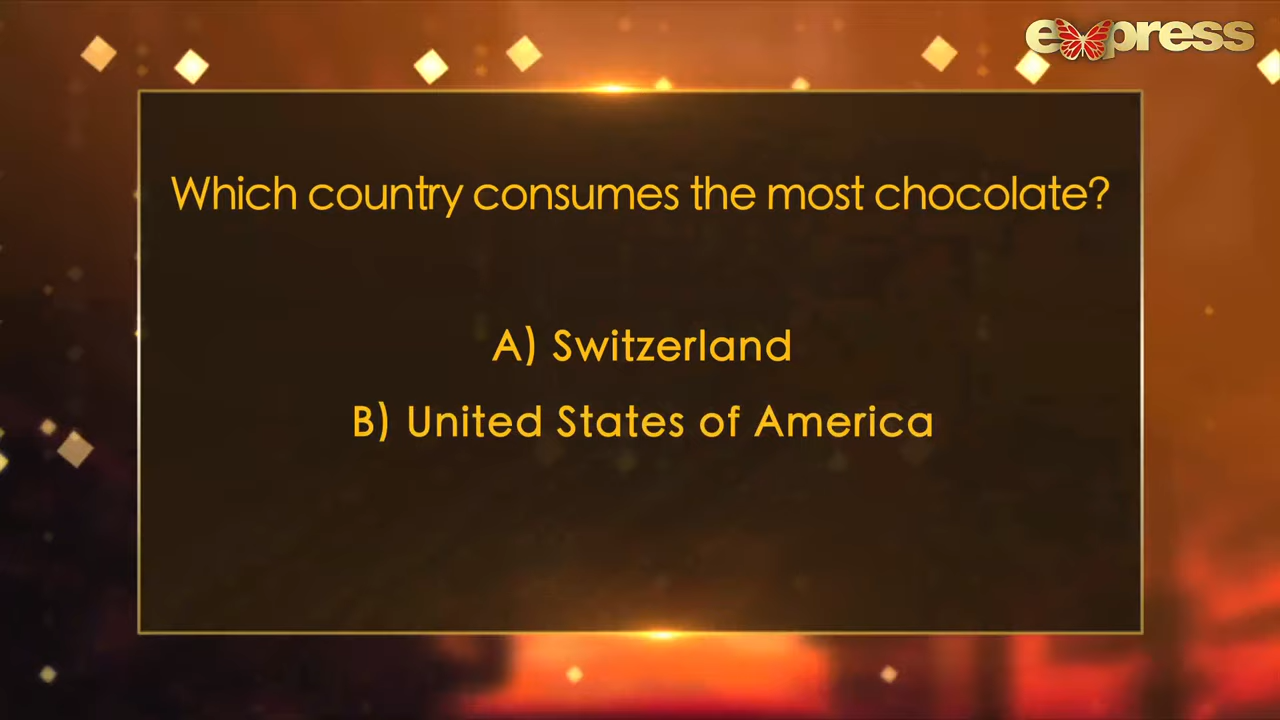 express
Which country consumes the most chocolate?
A) Switzerland
B) United States of America